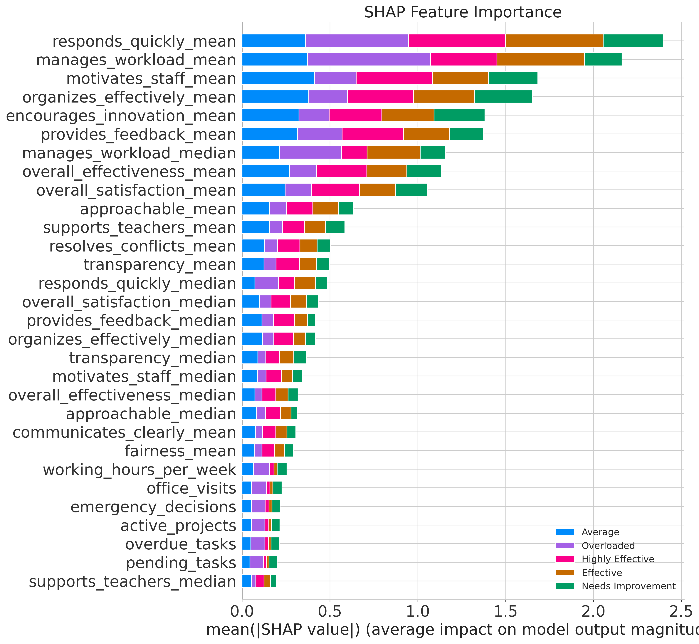 SHAP Feature Importance
responds_quickly_mean
manages_workload_mean
motivates_staff_mean
organizes_effectively_mean
encourages_innovation_mean
provides_feedback_mean
manages_workload_median
overall_effectiveness_mean
overall_satisfaction_mean
approachable_mean
supports_teachers_mean
resolves_conflicts_mean
transparency_mean
responds_quickly_median
overall_satisfaction_median
provides_feedback_median
organizes_effectively_median
transparency_median
motivates_staff_median
overall_effectiveness_median
approachable_median
communicates_clearly_mean
fairness_mean
working_hours_per_week
office_visits
emergency_decisions
active_projects
overdue_tasks
pending_tasks
supports_teachers_median
Average
Overloaded
Highly Effective
Effective
Needs Improvement
0.0 0.5 1.0 1.5 2.0 2.5
mean(|SHAP value|) (average impact on model output magnitu